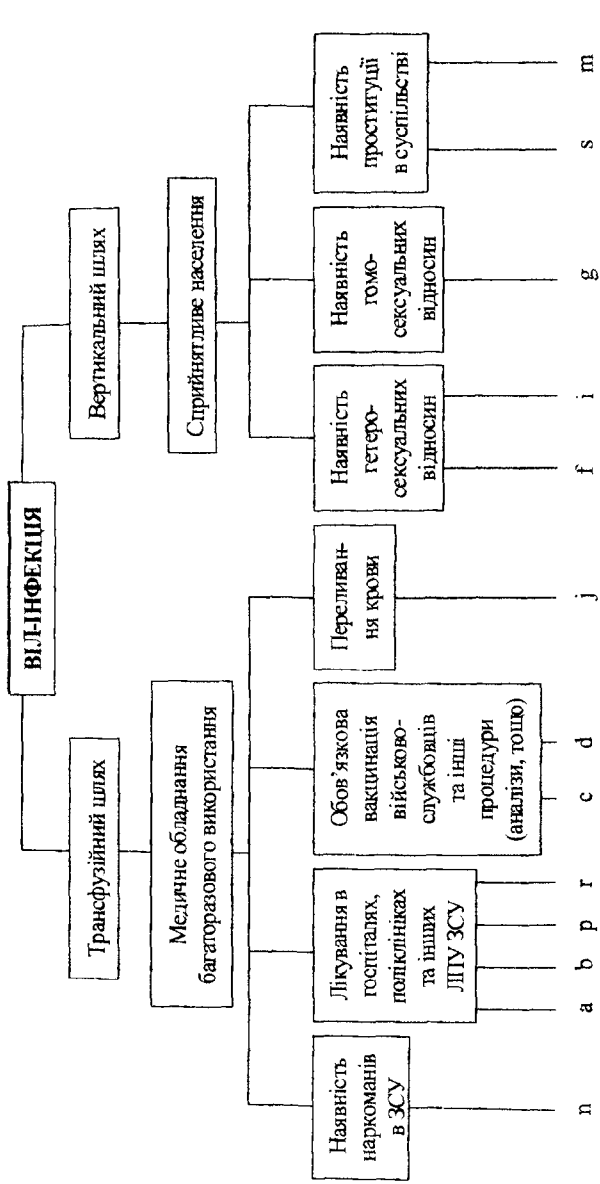 ВІЛ-ІНФЕКЦІЯ
Трансфузійний шлях
Вертикальний шлях
Медичне обладнання
багаторазового використання
Сприйнятливе населення
Наявність
наркоманів
в ЗСУ
Лікування в
госпіталях,
поліклініках
та інших
ЛПУ ЗСУ
Обов’язкова
вакцинація
військово-
службовців
та інші
процедури
(аналізи, тощо)
Переливан-
ня крови
Наявність
гетеро-
сексуальних
відносин
Наявність
гомо-
сексуальних
відносин
Наявність
проституції
в суспільстві
n a b p r c d j f i g s m